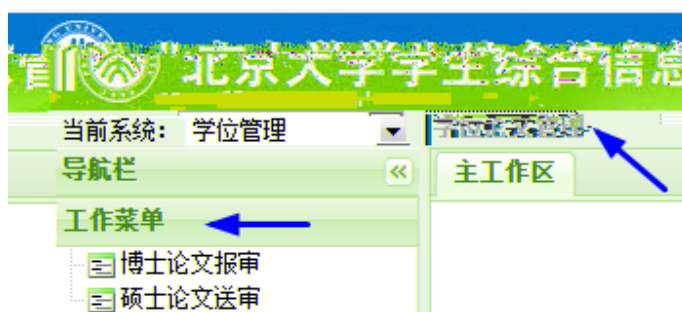 北京大学学生综合信息
当前系统： 学位管理
导航栏
主工作区
工作菜单
博士论文报审
硕士论文送审